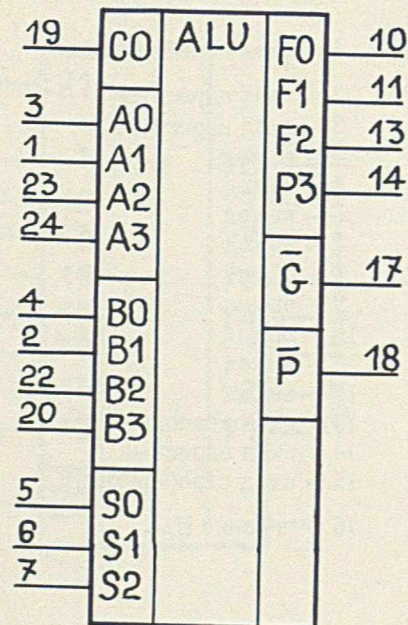 19 C0 ALU F0 10
F1 11
3 A0 F2 13
1 A1 P3 14
23 A2
24 A3
G̅ 17
4 B0
2 B1 P̅ 18
22 B2
20 B3
5 S0
6 S1
7 S2